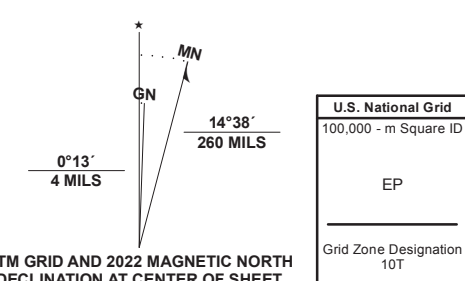 ★
MN
GN
14°38´
260 MILS
0°13´
4 MILS
TM GRID AND 2022 MAGNETIC NORTH
DECLINATION AT CENTER OF SHEET
U.S. National Grid
100,000 - m Square ID
EP
Grid Zone Designation
10T